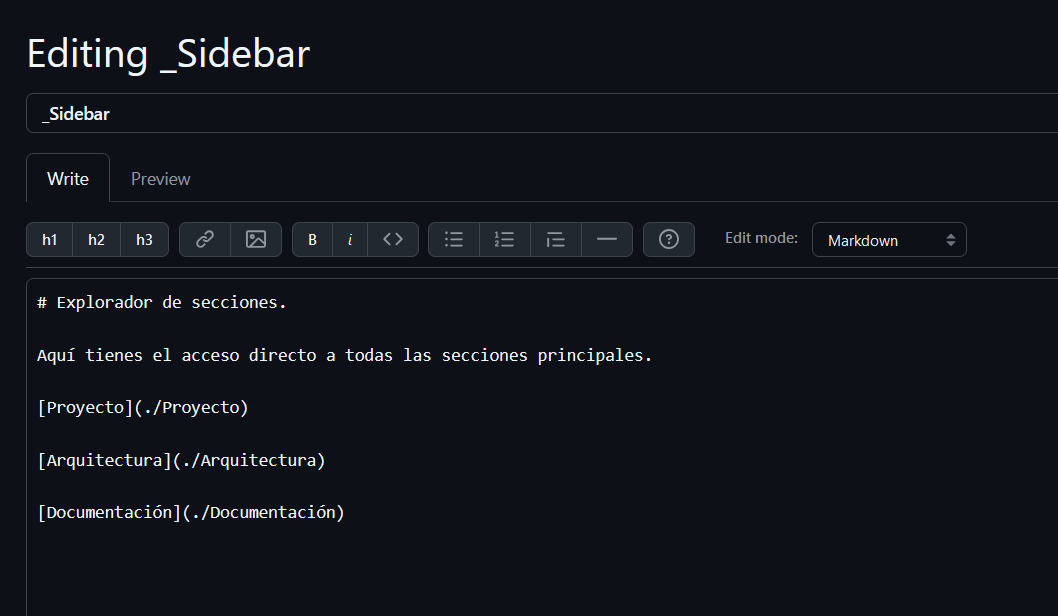 Editing _Sidebar
_Sidebar
Write Preview
h1 h2 h3 B i <> ? Edit mode: Markdown
# Explorador de secciones.
Aquí tienes el acceso directo a todas las secciones principales.
[Proyecto](./Proyecto)
[Arquitectura](./Arquitectura)
[Documentación](./Documentación)